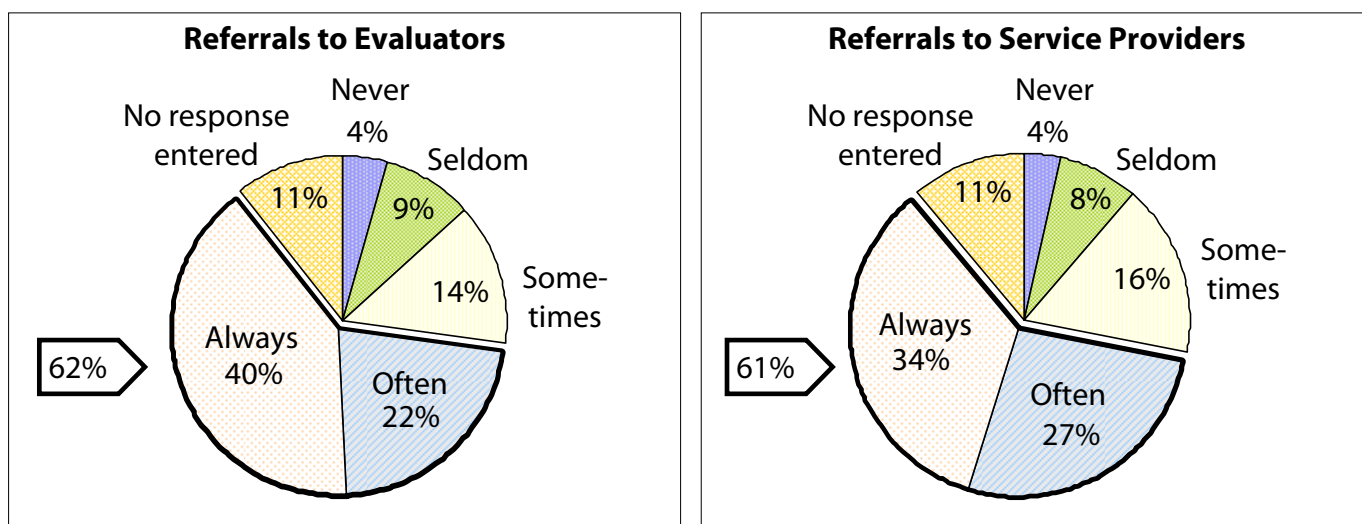 Referrals to Evaluators
Never
4%
No response
entered
11%
Seldom
9%
Some-
times
14%
Always
40%
Often
22%
62%
Referrals to Service Providers
Never
4%
No response
entered
11%
Seldom
8%
Some-
times
16%
Always
34%
Often
27%
61%